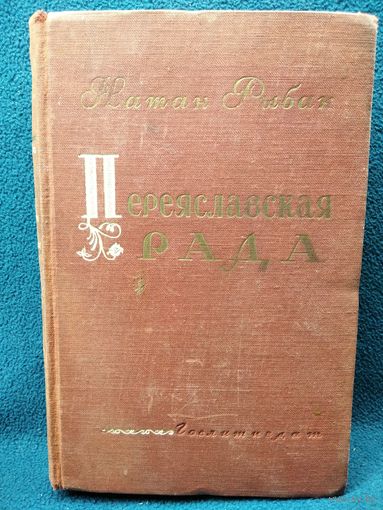 Натан Рыбак
Переяславская
РАДА
Гослитиздат